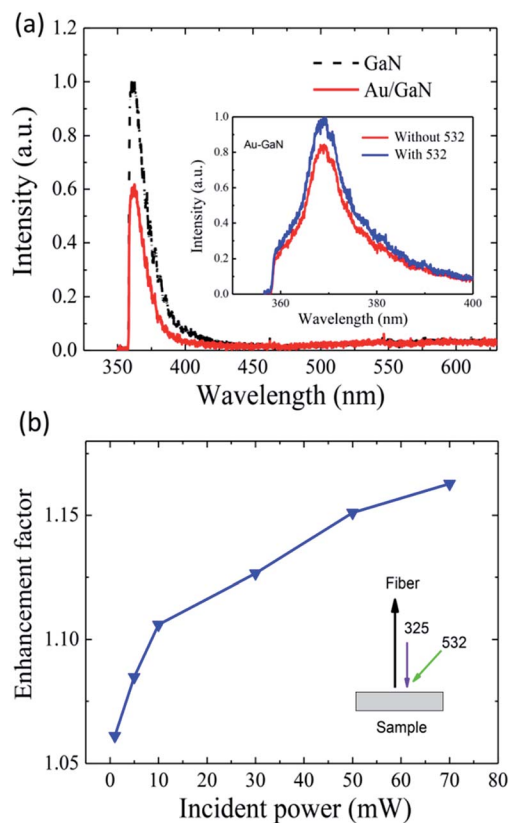 (a)
1.2
1.0
0.8
0.6
0.4
0.2
0.0
Intensity (a.u.)
GaN
Au/GaN
1.0
0.8
0.6
0.4
0.2
0.0
Intensity (a.u.)
Au-GaN
Without 532
With 532
360 380 400
Wavelength (nm)
350 400 450 500 550 600
Wavelength (nm)
(b)
1.15
1.10
1.05
Enhancement factor
Fiber
325
532
Sample
0 10 20 30 40 50 60 70 80
Incident power (mW)